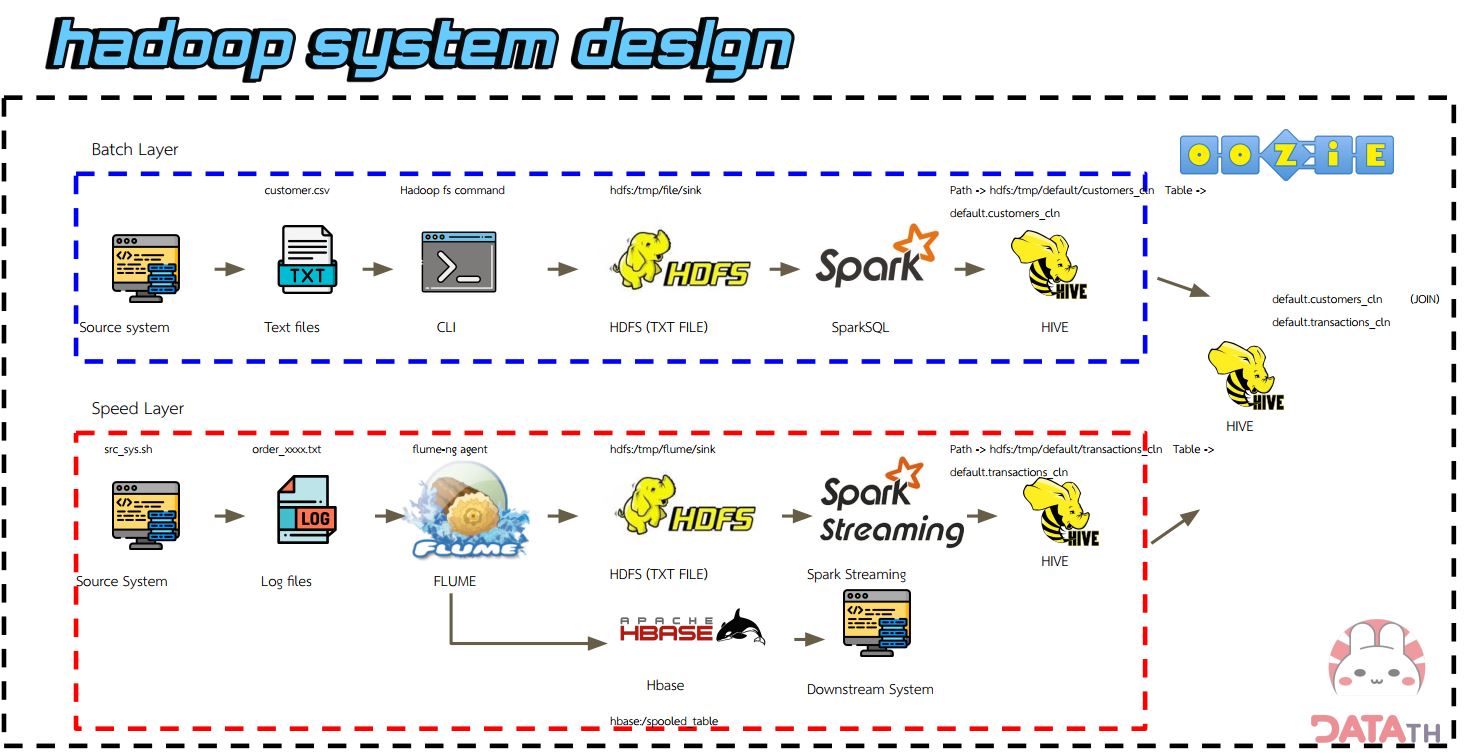 hadoop system design
Batch Layer
OOZiE
customer.csv
Hadoop fs command
hdfs:/tmp/file/sink
Path -> hdfs:/tmp/default/customers_cln Table ->
default.customers_cln
TXT
HDFS
Spark
HIVE
Source system
Text files
CLI
HDFS (TXT FILE)
SparkSQL
HIVE
default.customers_cln (JOIN)
default.transactions_cln
HIVE
HIVE
Speed Layer
src_sys.sh
order_xxxx.txt
flume-ng agent
hdfs:/tmp/flume/sink
Path -> hdfs:/tmp/default/transactions_cln Table ->
default.transactions_cln
LOG
FLUME
HDFS
Spark
Streaming
HIVE
Source System
Log files
FLUME
HDFS (TXT FILE)
Spark Streaming
HIVE
APACHE
HBASE
Hbase
Downstream System
hbase:/spooled_table
DATATH